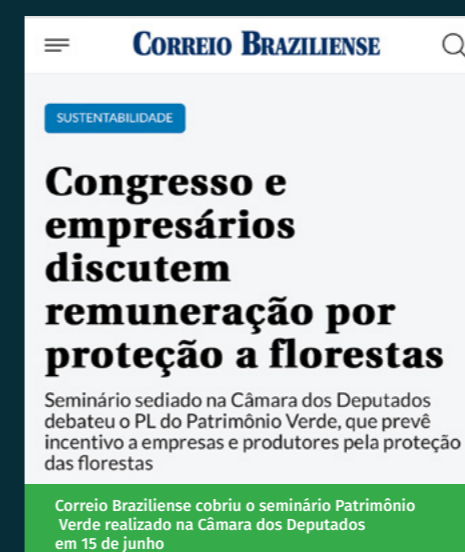 CORREIO BRAZILIENSE
SUSTENTABILIDADE
Congresso e
empresários
discutem
remuneração por
proteção a florestas
Seminário sediado na Câmara dos Deputados
debateu o PL do Patrimônio Verde, que prevê
incentivo a empresas e produtores pela proteção
das florestas
Correio Braziliense cobriu o seminário Patrimônio
Verde realizado na Câmara dos Deputados
em 15 de junho